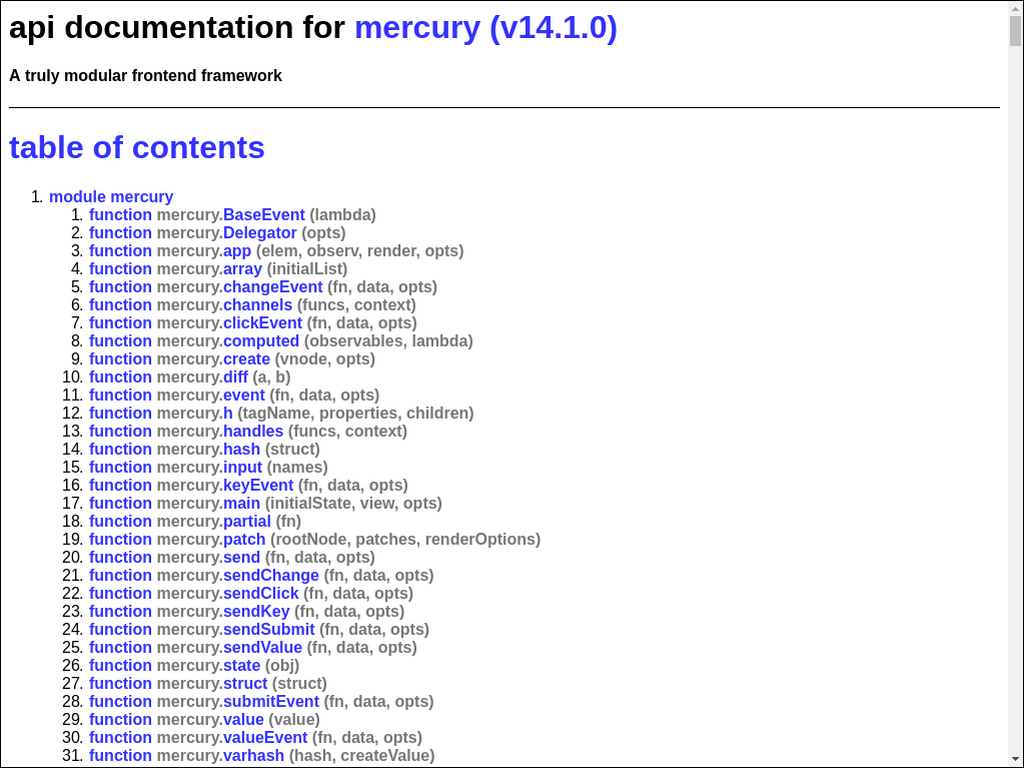 api documentation for mercury (v14.1.0)
A truly modular frontend framework
table of contents
1. module mercury
1. function mercury.BaseEvent (lambda)
2. function mercury.Delegator (opts)
3. function mercury.app (elem, observ, render, opts)
4. function mercury.array (initialList)
5. function mercury.changeEvent (fn, data, opts)
6. function mercury.channels (funcs, context)
7. function mercury.clickEvent (fn, data, opts)
8. function mercury.computed (observables, lambda)
9. function mercury.create (vnode, opts)
10. function mercury.diff (a, b)
11. function mercury.event (fn, data, opts)
12. function mercury.h (tagName, properties, children)
13. function mercury.handles (funcs, context)
14. function mercury.hash (struct)
15. function mercury.input (names)
16. function mercury.keyEvent (fn, data, opts)
17. function mercury.main (initialState, view, opts)
18. function mercury.partial (fn)
19. function mercury.patch (rootNode, patches, renderOptions)
20. function mercury.send (fn, data, opts)
21. function mercury.sendChange (fn, data, opts)
22. function mercury.sendClick (fn, data, opts)
23. function mercury.sendKey (fn, data, opts)
24. function mercury.sendSubmit (fn, data, opts)
25. function mercury.sendValue (fn, data, opts)
26. function mercury.state (obj)
27. function mercury.struct (struct)
28. function mercury.submitEvent (fn, data, opts)
29. function mercury.value (value)
30. function mercury.valueEvent (fn, data, opts)
31. function mercury.varhash (hash, createValue)